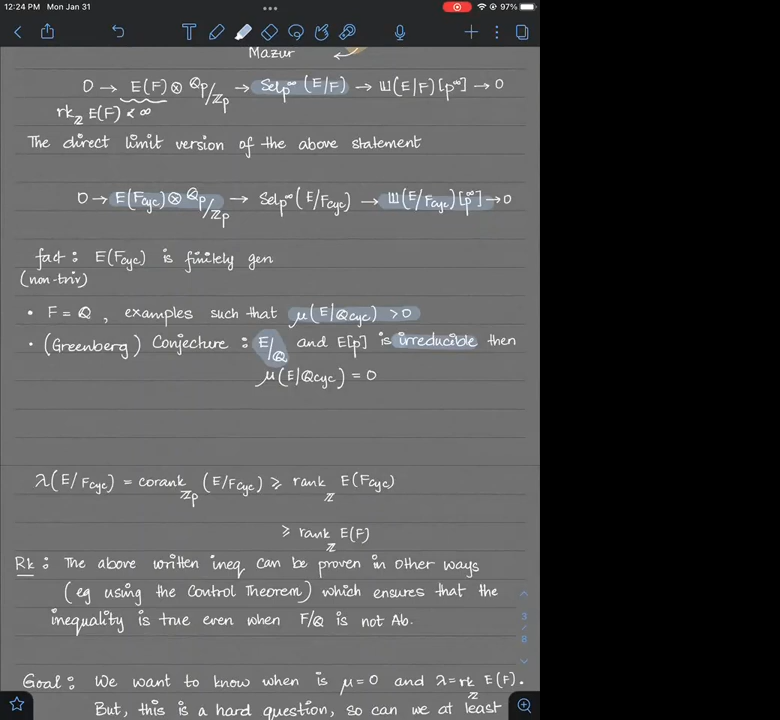 12:24 PM Mon Jan 31
97%
Mazur
0 → E(F) ⊗ Qp/Zp → Selp∞ (E/F) → Ш(E/F)[p∞] → 0
rkZ E(F) < ∞
The direct limit version of the above statement
0 → E(Fcyc) ⊗ Qp/Zp → Selp∞ (E/Fcyc) → Ш(E/Fcyc)[p∞] → 0
fact : E(Fcyc) is finitely gen
(non-triv)
• F = Q , examples such that μ(E/Qcyc) > 0
• (Greenberg) Conjecture : E/Q and E[p] is irreducible then
μ(E/Qcyc) = 0
λ(E/Fcyc) = corankZp (E/Fcyc) ≥ rankZ E(Fcyc)
≥ rankZ E(F)
Rk : The above written ineq can be proven in other ways
(eg using the Control Theorem) which ensures that the
inequality is true even when F/Q is not Ab.
3
/
8
Goal : We want to know when is μ=0 and λ=rkZ E(F).
But, this is a hard question, so can we at least